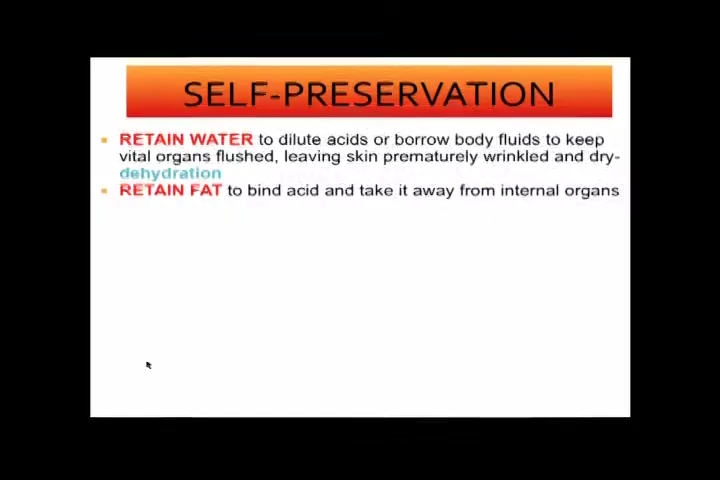 SELF-PRESERVATION
RETAIN WATER to dilute acids or borrow body fluids to keep
vital organs flushed, leaving skin prematurely wrinkled and dry-
dehydration
RETAIN FAT to bind acid and take it away from internal organs